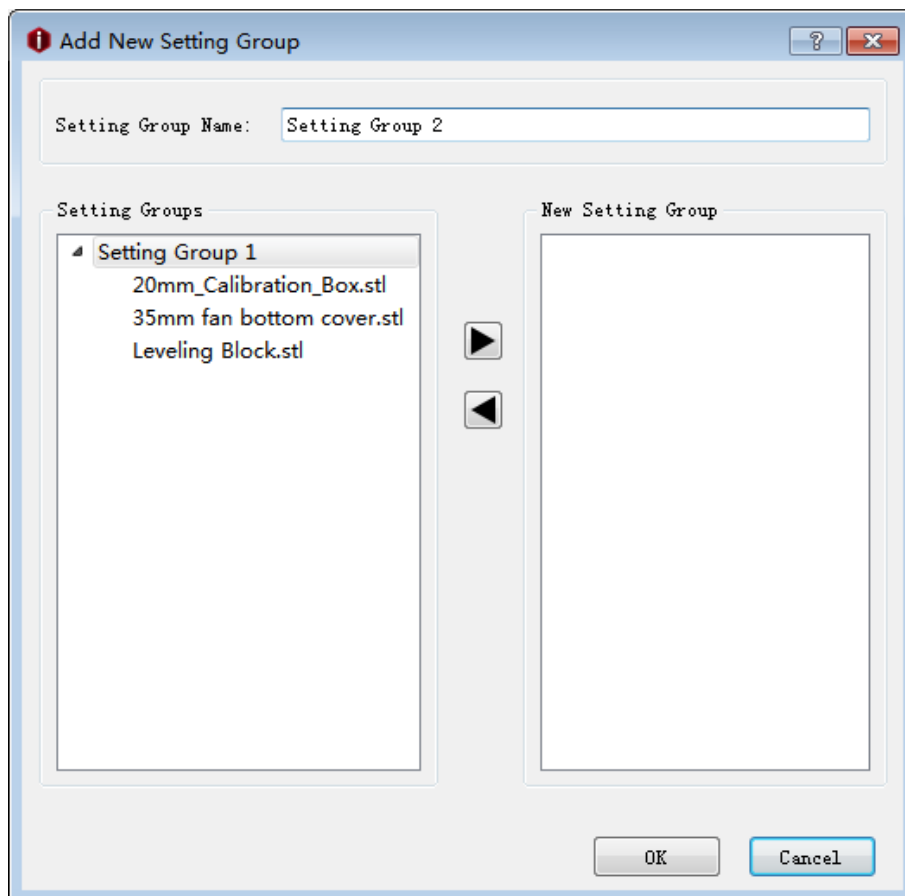 Add New Setting Group
?
Setting Group Name: Setting Group 2
Setting Groups
Setting Group 1
20mm_Calibration_Box.stl
35mm fan bottom cover.stl
Leveling Block.stl
New Setting Group
OK Cancel